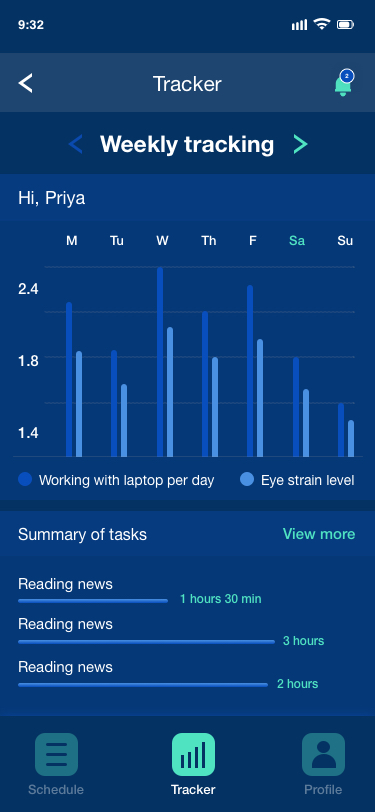 9:32
Tracker
2
Weekly tracking
Hi, Priya
M Tu W Th F Sa Su
2.4
1.8
1.4
Working with laptop per day Eye strain level
Summary of tasks View more
Reading news
1 hours 30 min
Reading news
3 hours
Reading news
2 hours
Schedule Tracker Profile